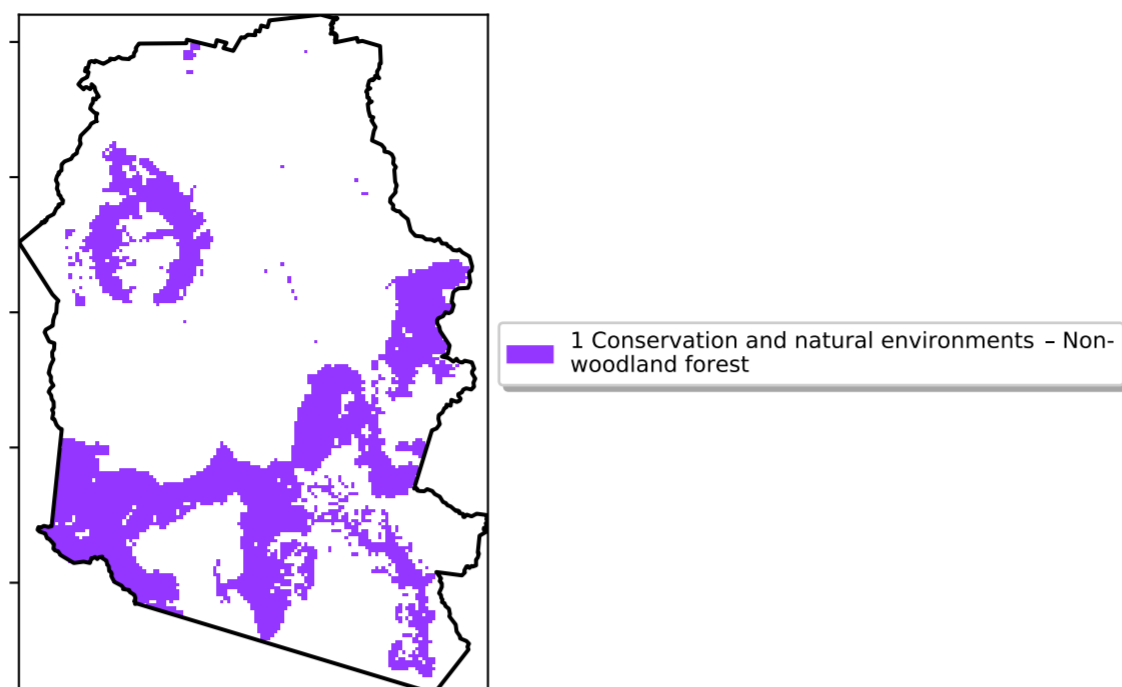 1 Conservation and natural environments – Non-
woodland forest